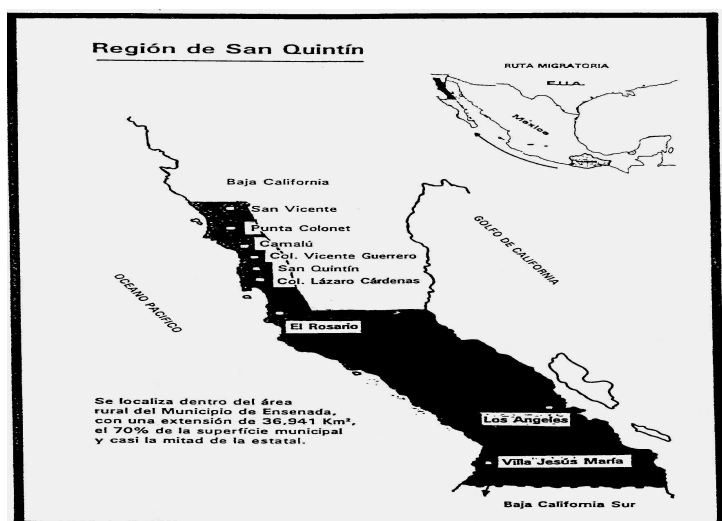 Región de San Quintín
RUTA MIGRATORIA
E.U.A.
México
Baja California
San Vicente
Punta Colonet
Camalú
Col. Vicente Guerrero
San Quintín
Col. Lázaro Cárdenas
GOLFO DE CALIFORNIA
OCEANO PACIFICO
El Rosario
Se localiza dentro del área
rural del Municipio de Ensenada,
con una extensión de 36,941 Km²,
el 70% de la superfície municipal
y casi la mitad de la estatal.
Los Angeles
Villa Jesús María
Baja California Sur